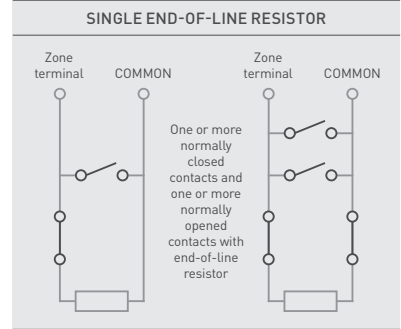 SINGLE END-OF-LINE RESISTOR
Zone
terminal
COMMON
Zone
terminal
COMMON
One or more
normally
closed
contacts and
one or more
normally
opened
contacts with
end-of-line
resistor